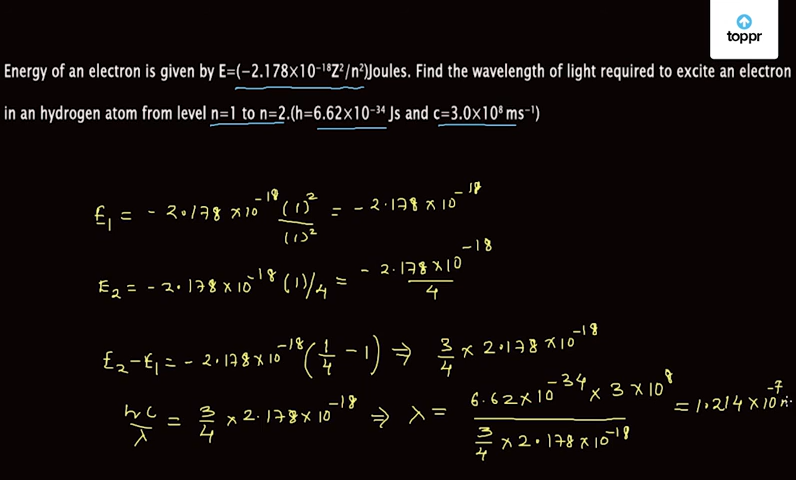 toppr
Energy of an electron is given by E=(−2.178×10⁻¹⁸Z²/n²)Joules. Find the wavelength of light required to excite an electron
in an hydrogen atom from level n=1 to n=2.(h=6.62×10⁻³⁴ Js and c=3.0×10⁸ ms⁻¹)
E₁ = − 2.178 × 10⁻¹⁸ (1)²/(1)² = − 2.178 × 10⁻¹⁸
E₂ = − 2.178 × 10⁻¹⁸ (1)/4 = − 2.178 × 10⁻¹⁸ / 4
E₂ − E₁ = − 2.178 × 10⁻¹⁸ (1/4 − 1) ⇒ 3/4 × 2.178 × 10⁻¹⁸
hc/λ = 3/4 × 2.178 × 10⁻¹⁸ ⇒ λ = 6.62 × 10⁻³⁴ × 3 × 10⁸ / 3/4 × 2.178 × 10⁻¹⁸ = 1.214 × 10⁻⁷ m.